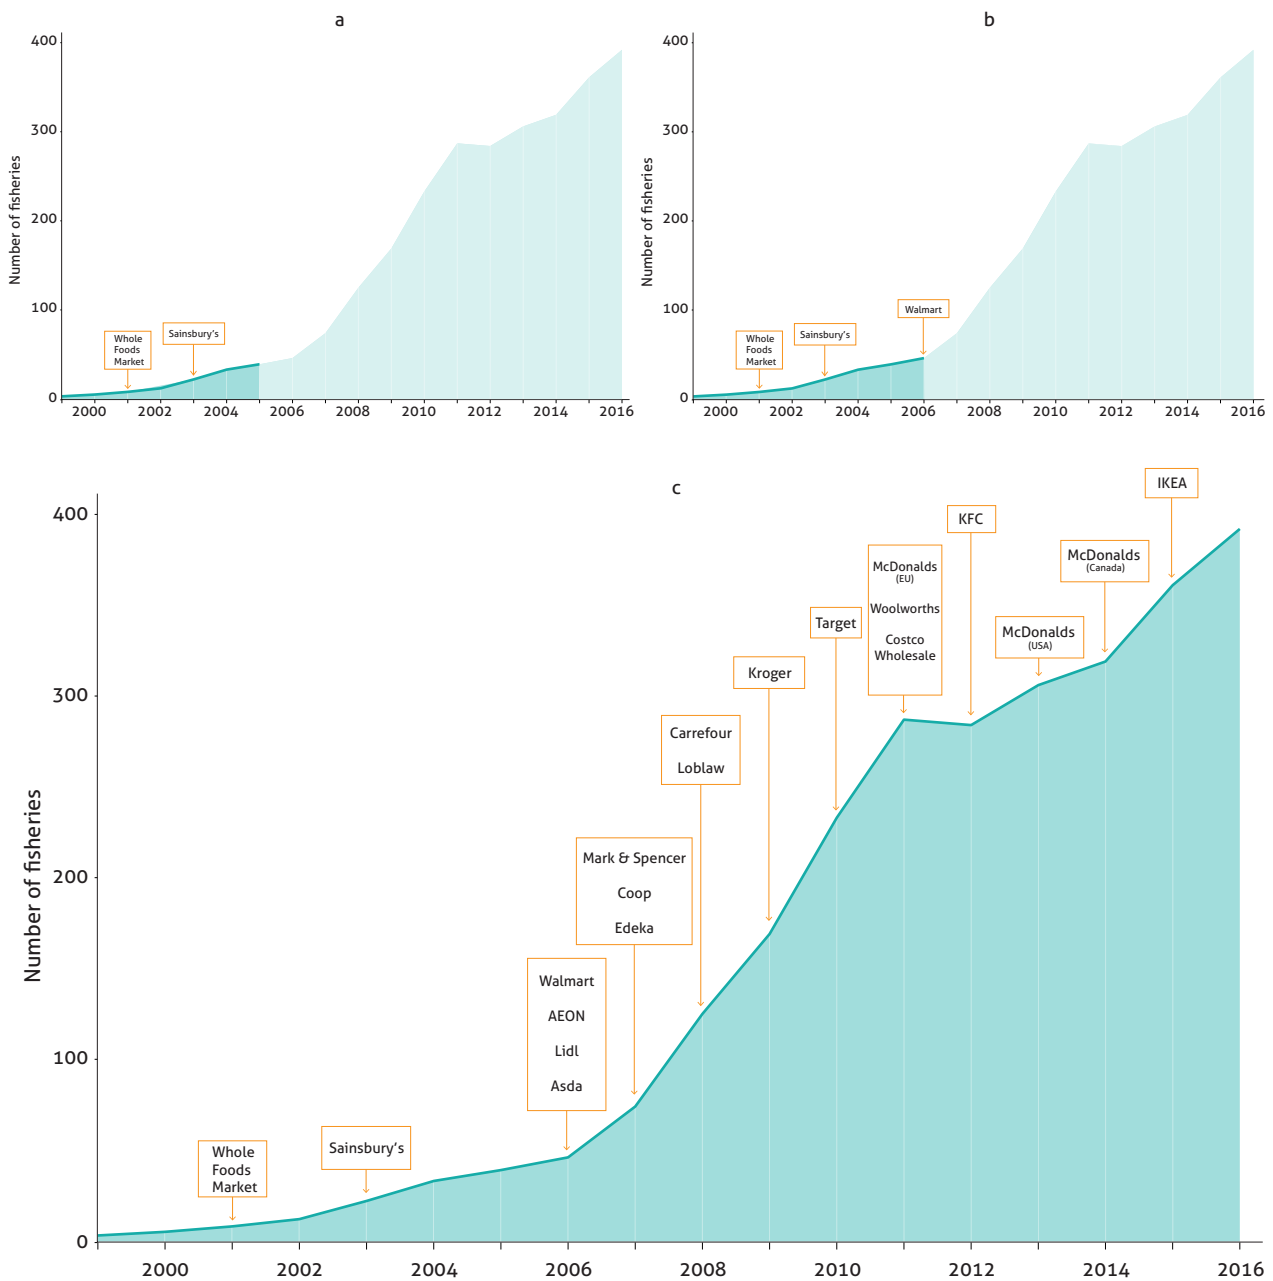 a
400
300
200
100
0
Number of fisheries
Whole
Foods
Market
Sainsbury's
2000
2002
2004
2006
2008
2010
2012
2014
2016
b
400
300
200
100
0
Number of fisheries
Whole
Foods
Market
Sainsbury's
Walmart
2000
2002
2004
2006
2008
2010
2012
2014
2016
c
400
300
200
100
0
Number of fisheries
Whole
Foods
Market
Sainsbury's
Walmart
AEON
Lidl
Asda
Mark & Spencer
Coop
Edeka
Carrefour
Loblaw
Kroger
Target
McDonalds
(EU)
Woolworths
Costco
Wholesale
KFC
McDonalds
(USA)
McDonalds
(Canada)
IKEA
2000
2002
2004
2006
2008
2010
2012
2014
2016